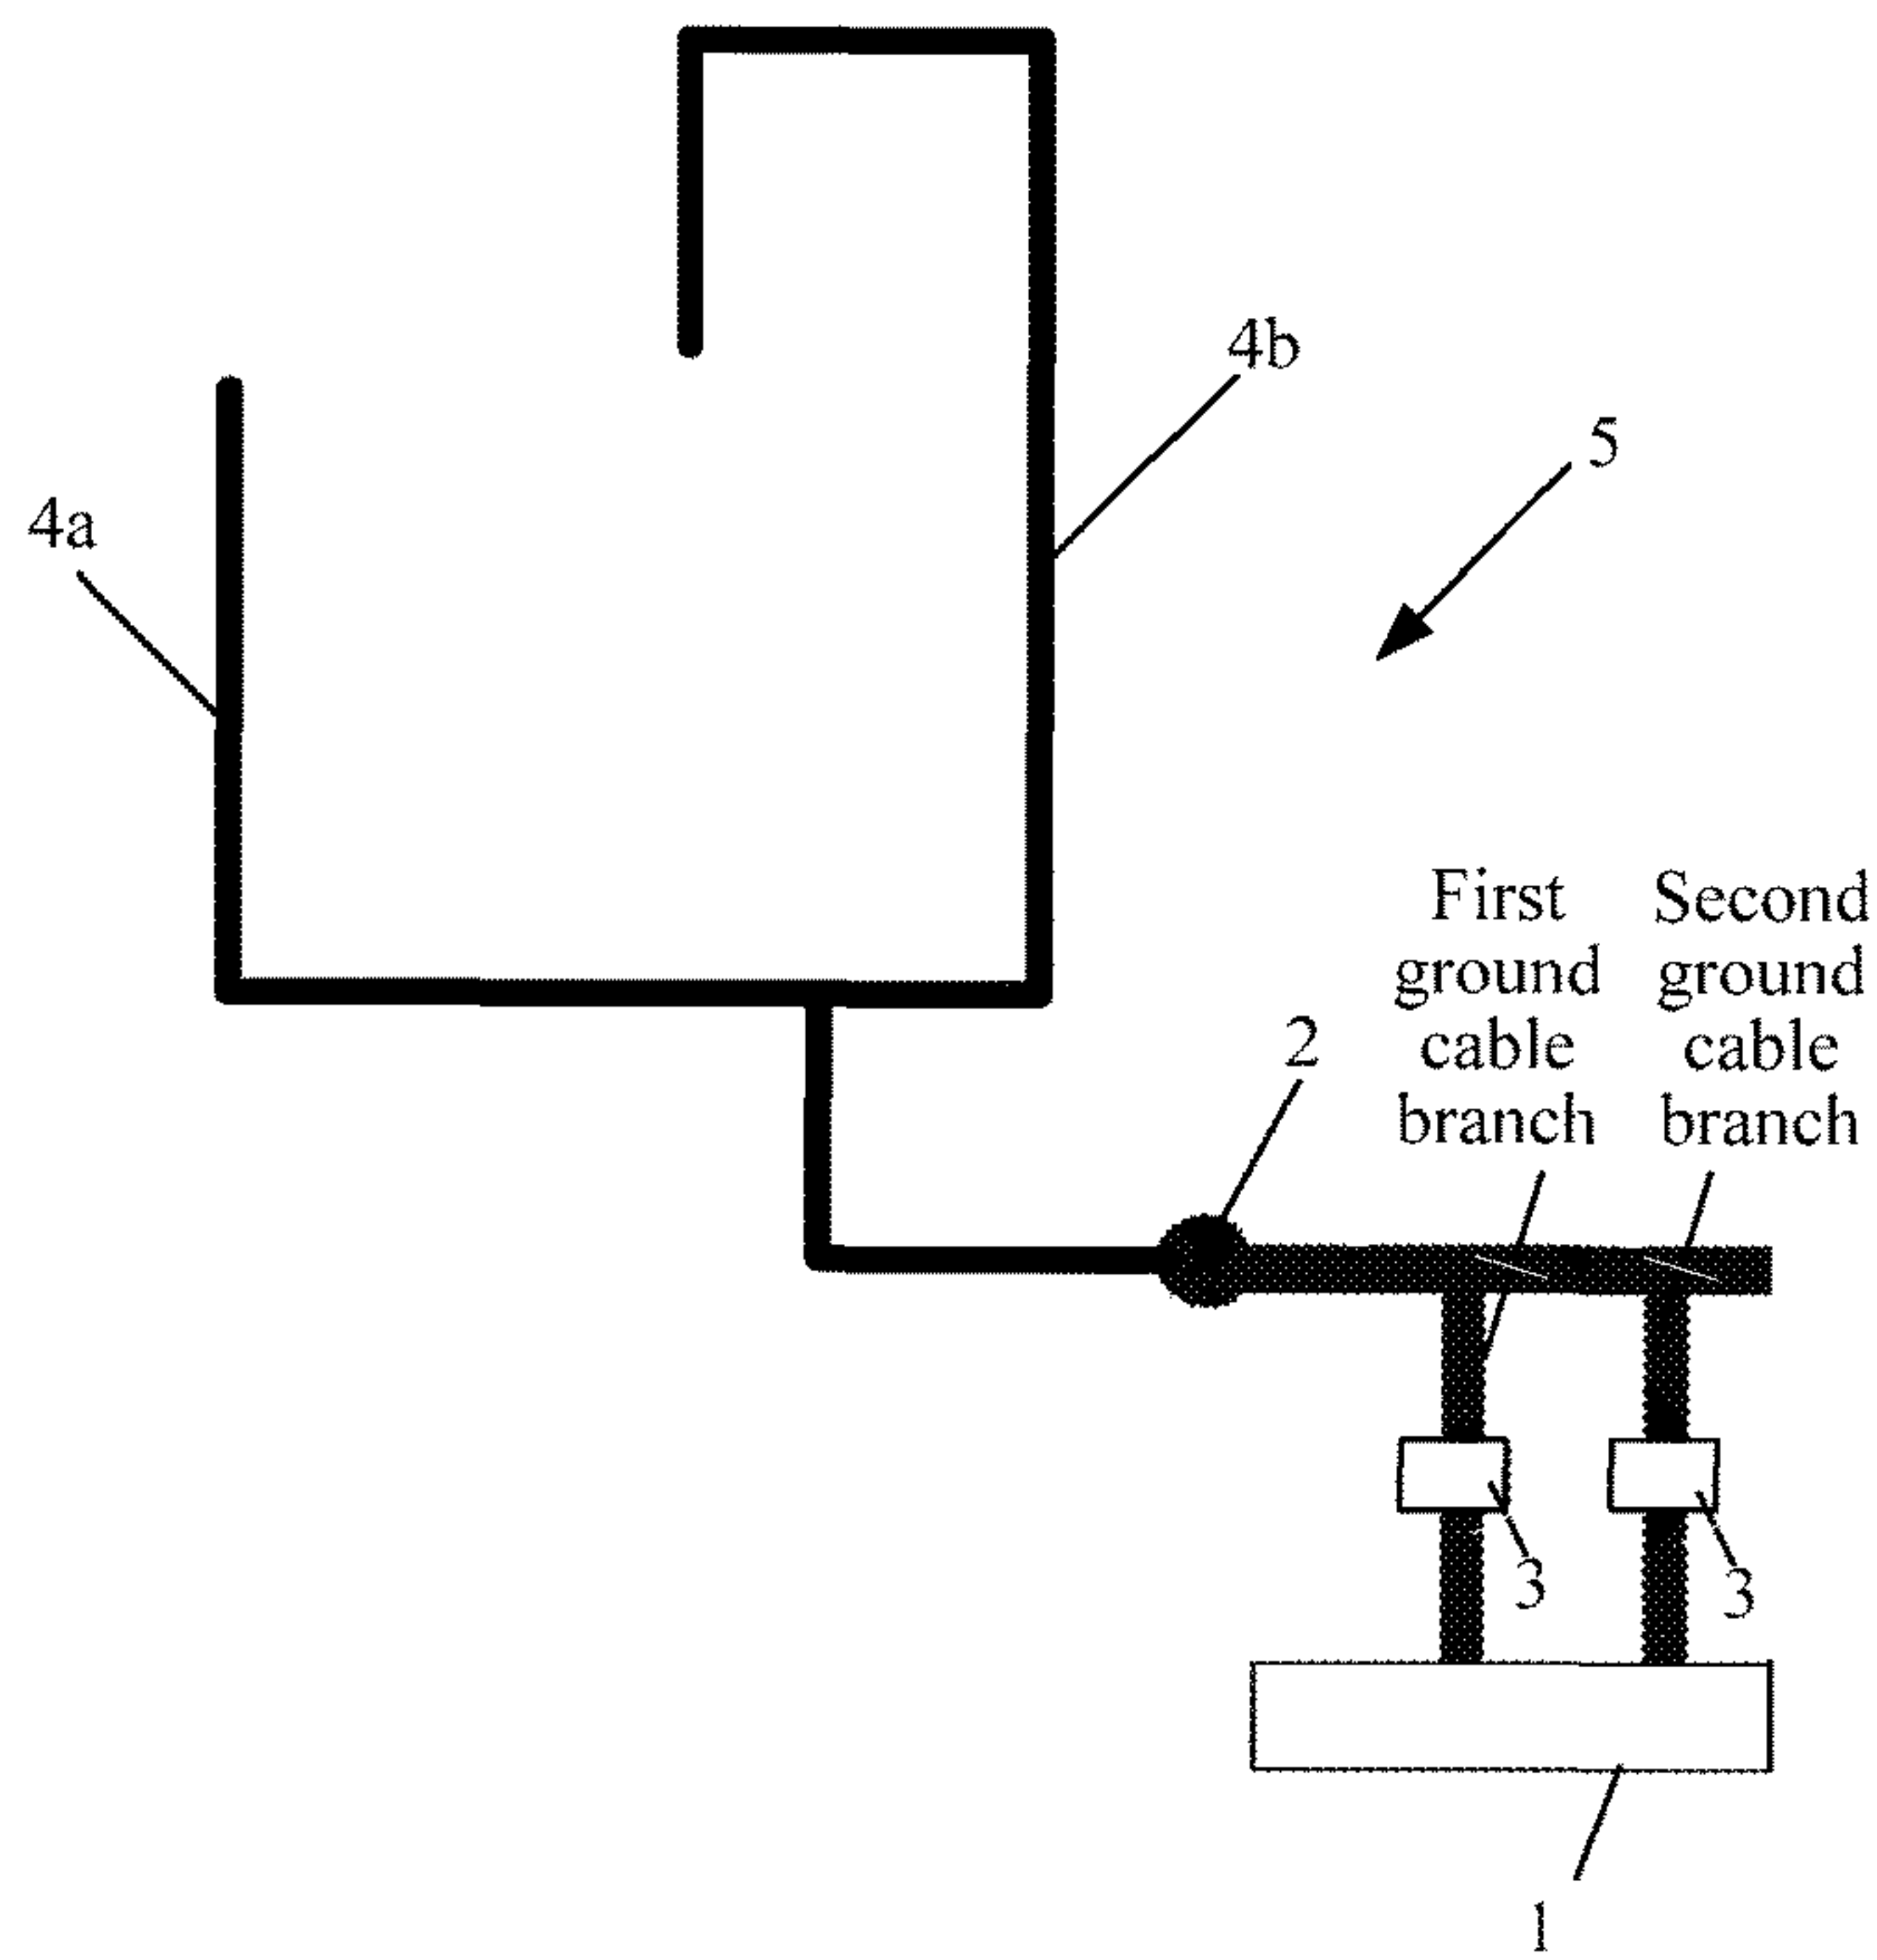 4b
5
4a
First
ground
cable
branch
Second
ground
cable
branch
2
3
3
1